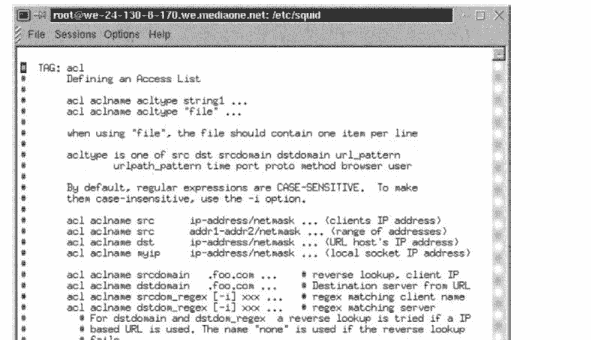 root@we-24-130-8-170.we.mediaone.net: /etc/squid
File Sessions Options Help
# TAG: acl
# Defining an Access List
#
# acl aclname acltype string1 ...
# acl aclname acltype "file" ...
#
# when using "file", the file should contain one item per line
#
# acltype is one of src dst srcdomain dstdomain url_pattern
# urlpath_pattern time port proto method browser user
#
# By default, regular expressions are CASE-SENSITIVE. To make
# them case-insensitive, use the -i option.
#
# acl aclname src ip-address/netmask ... (clients IP address)
# acl aclname src addr1-addr2/netmask ... (range of addresses)
# acl aclname dst ip-address/netmask ... (URL host's IP address)
# acl aclname myip ip-address/netmask ... (local socket IP address)
#
# acl aclname srcdomain .foo.com ... # reverse lookup, client IP
# acl aclname dstdomain .foo.com ... # Destination server from URL
# acl aclname srcdom_regex [-i] xxx ... # regex matching client name
# acl aclname dstdom_regex [-i] xxx ... # regex matching server
# # For dstdomain and dstdom_regex a reverse lookup is tried if a IP
# # based URL is used. The name "none" is used if the reverse lookup
# # fails.